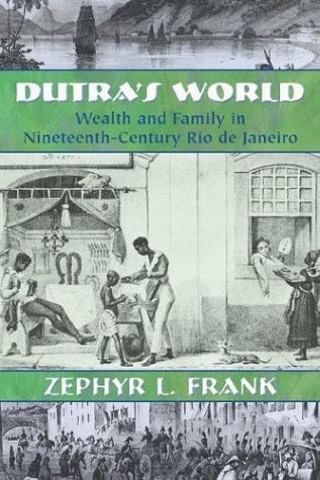 DUTRA'S WORLD
Wealth and Family in
Nineteenth-Century Rio de Janeiro
ZEPHYR L. FRANK